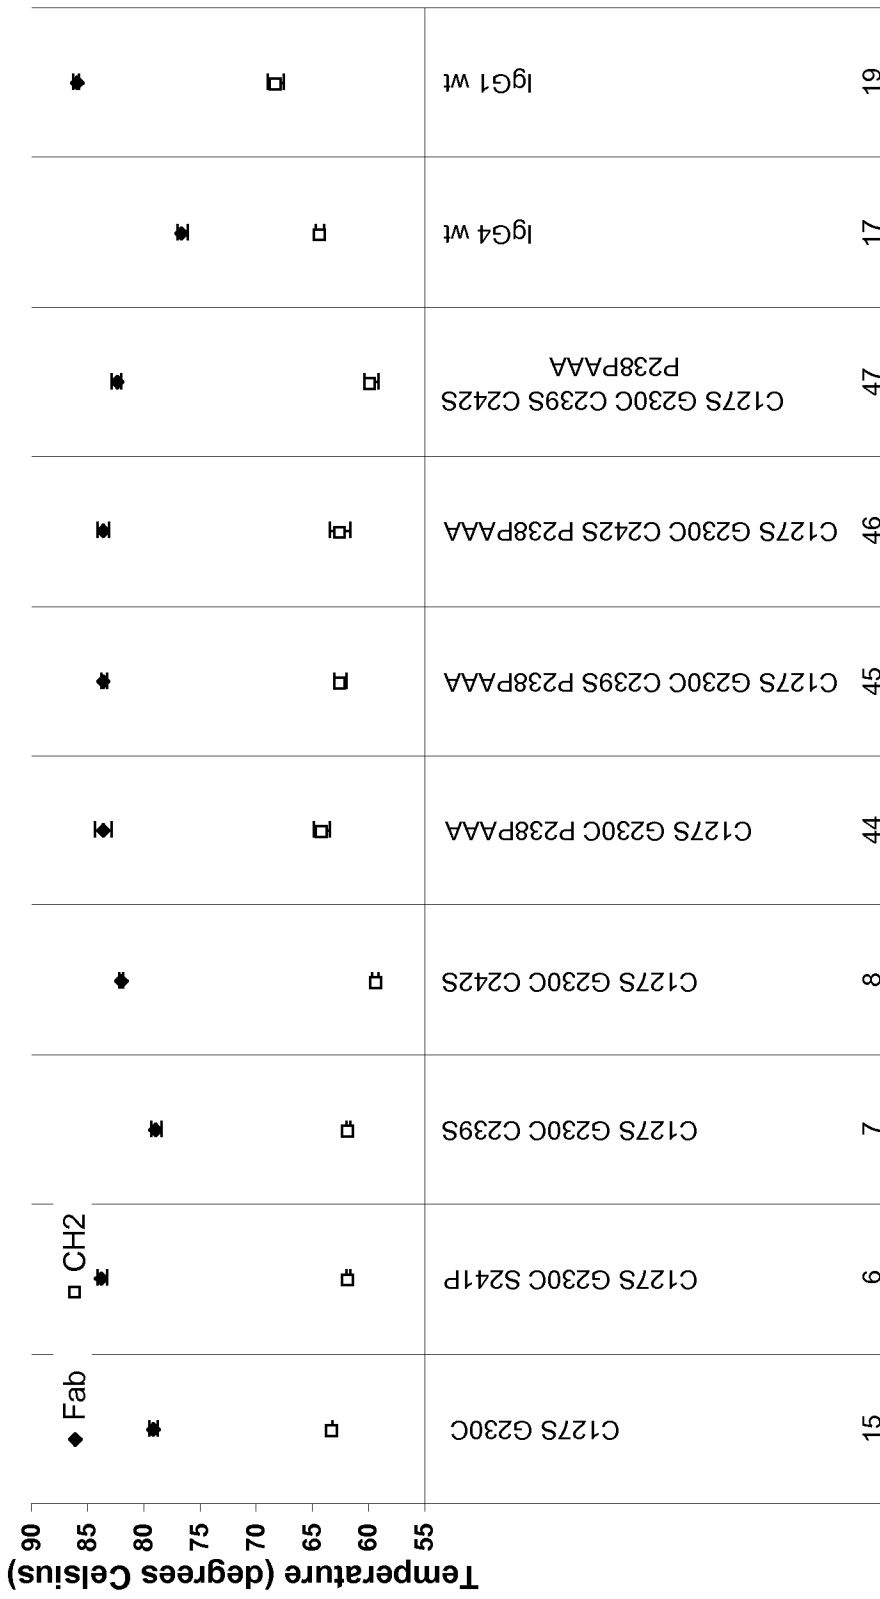 Temperature (degrees Celsius)
90
85
80
75
70
65
60
55
◆ Fab
□ CH2
C127S G230C
15
C127S G230C S241P
6
C127S G230C C239S
7
C127S G230C C242S
8
C127S G230C P238PAAA
44
C127S G230C C239S P238PAAA
45
C127S G230C C242S P238PAAA
46
C127S G230C C239S C242S
P238PAAA
47
IgG4 wt
17
IgG1 wt
19